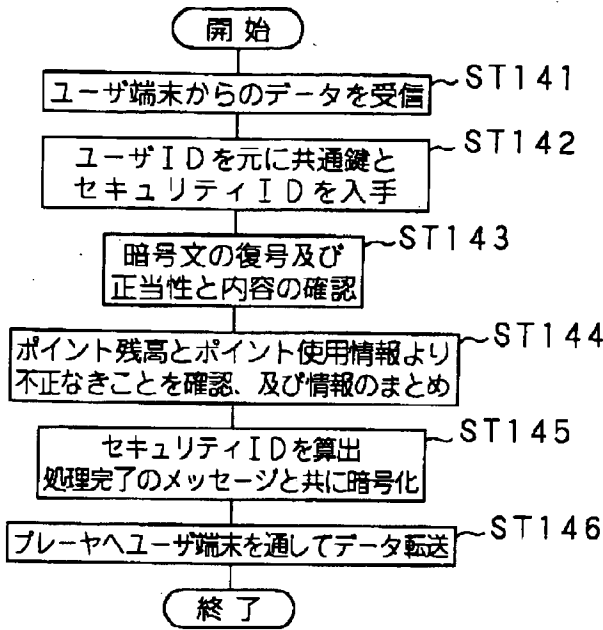 開始
ユーザ端末からのデータを受信
ST141
ユーザIDを元に共通鍵と
セキュリティIDを入手
ST142
暗号文の復号及び
正当性と内容の確認
ST143
ポイント残高とポイント使用情報より
不正なきことを確認、及び情報のまとめ
ST144
セキュリティIDを算出
処理完了のメッセージと共に暗号化
ST145
プレーヤへユーザ端末を通してデータ転送
ST146
終了